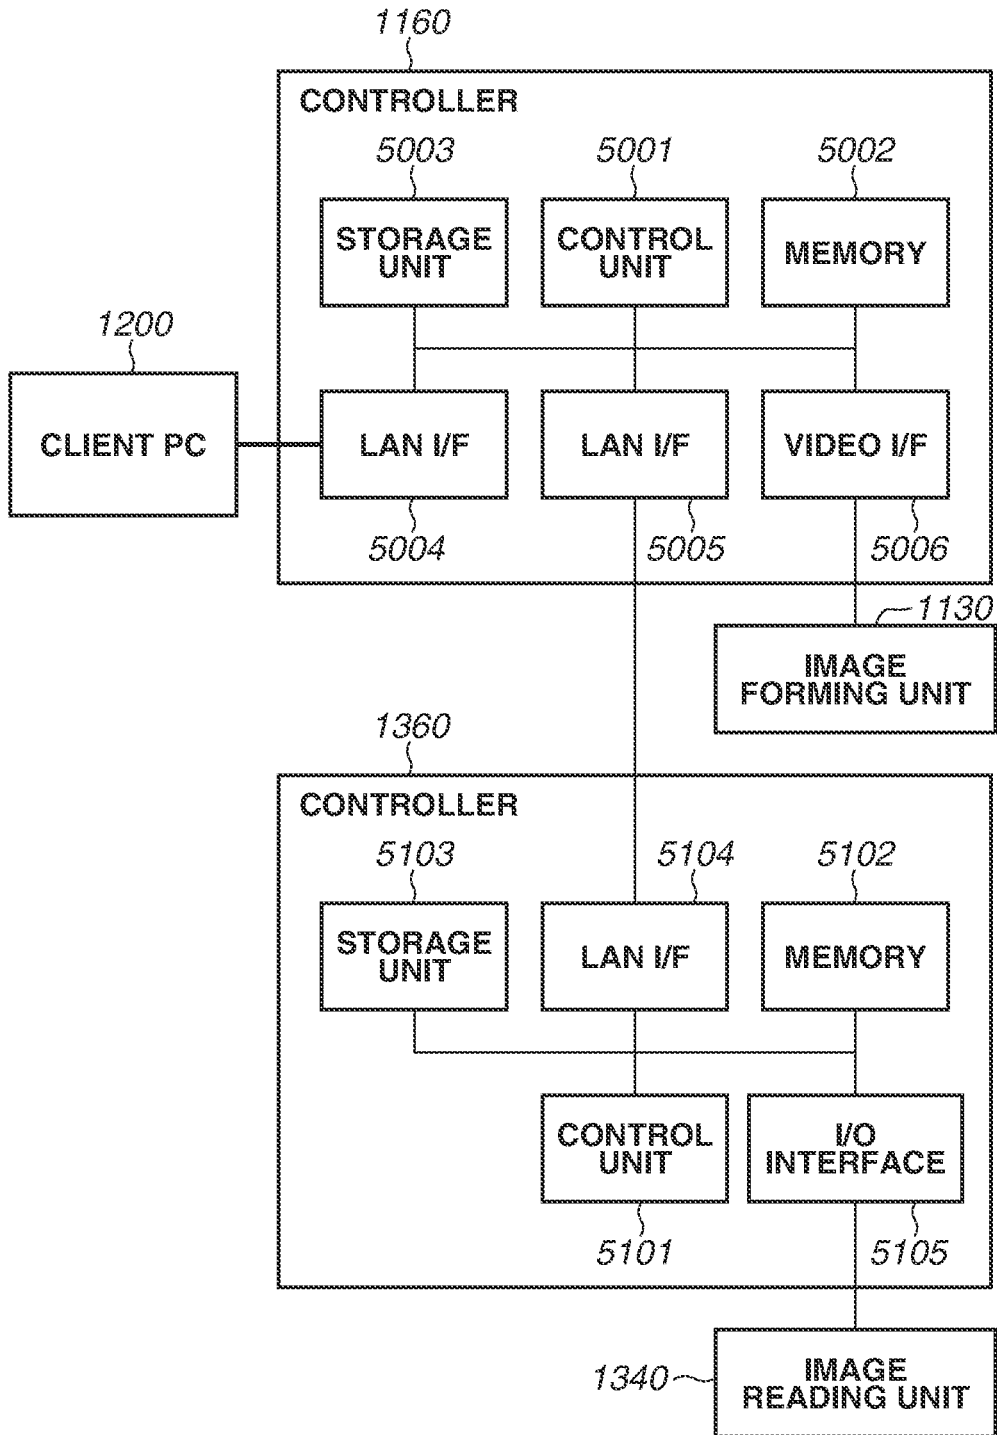 1160
CONTROLLER
5003
5001
5002
STORAGE
UNIT
CONTROL
UNIT
MEMORY
1200
CLIENT PC
LAN I/F
LAN I/F
VIDEO I/F
5004
5005
5006
1130
IMAGE
FORMING UNIT
1360
CONTROLLER
5103
5104
5102
STORAGE
UNIT
LAN I/F
MEMORY
CONTROL
UNIT
I/O
INTERFACE
5101
5105
1340
IMAGE
READING UNIT